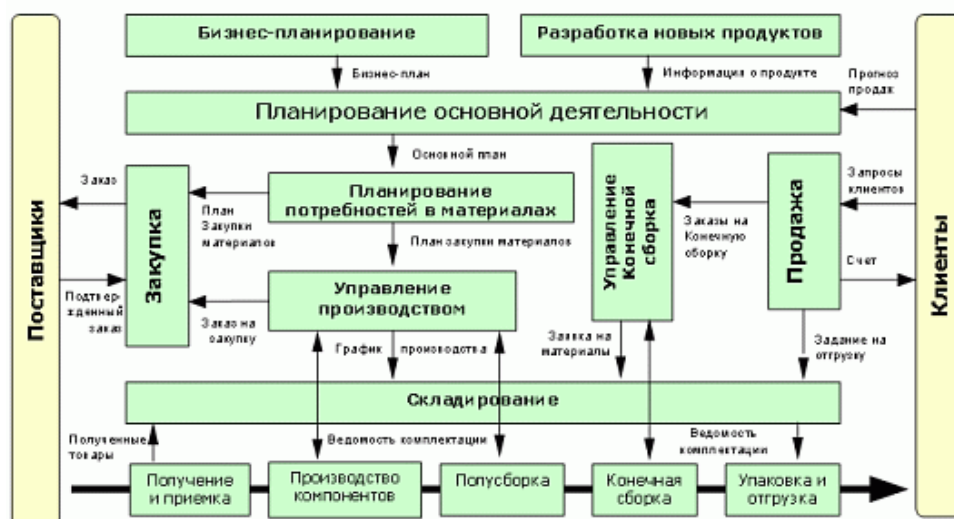 Бизнес-планирование
Разработка новых продуктов
Бизнес-план
Информация о продукте
Прогноз
продаж
Планирование основной деятельности
Основной план
Заказ
Запросы
клиентов
Поставщики
Закупка
План
Закупки
материалов
Планирование
потребностей в материалах
План закупки материалов
Управление
Конечной
сборка
Заказы на
Конечную
сборку
Продажа
Счет
Клиенты
Подтвер-
жденный
заказ
Заказ на
закупку
Управление
производством
График производства
Заявка на
материалы
Задание на
отгрузку
Складирование
Полученные
товары
Ведомость комплектации
Ведомость
комплектации
Получение
и приемка
Производство
компонентов
Полусборка
Конечная
сборка
Упаковка и
отгрузка